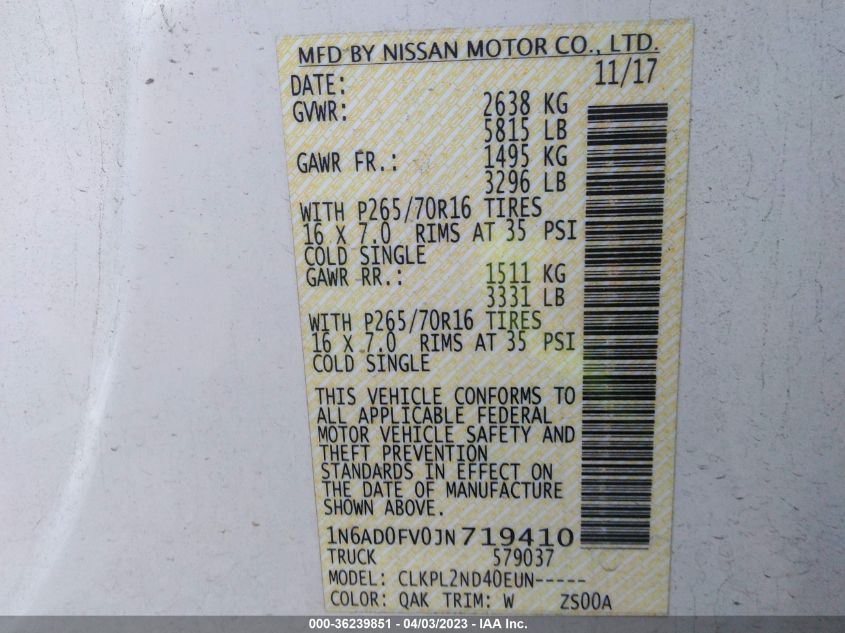 MFD BY NISSAN MOTOR CO., LTD.
DATE: 11/17
GVWR: 2638 KG
5815 LB
GAWR FR.: 1495 KG
3296 LB
WITH P265/70R16 TIRES
16 X 7.0 RIMS AT 35 PSI
COLD SINGLE
GAWR RR.: 1511 KG
3331 LB
WITH P265/70R16 TIRES
16 X 7.0 RIMS AT 35 PSI
COLD SINGLE
THIS VEHICLE CONFORMS TO
ALL APPLICABLE FEDERAL
MOTOR VEHICLE SAFETY AND
THEFT PREVENTION
STANDARDS IN EFFECT ON
THE DATE OF MANUFACTURE
SHOWN ABOVE.
1N6AD0FV0JN719410
TRUCK 579037
MODEL: CLKPL2ND40EUN-----
COLOR: QAK TRIM: W ZS00A
000-36239851 - 04/03/2023 - IAA Inc.